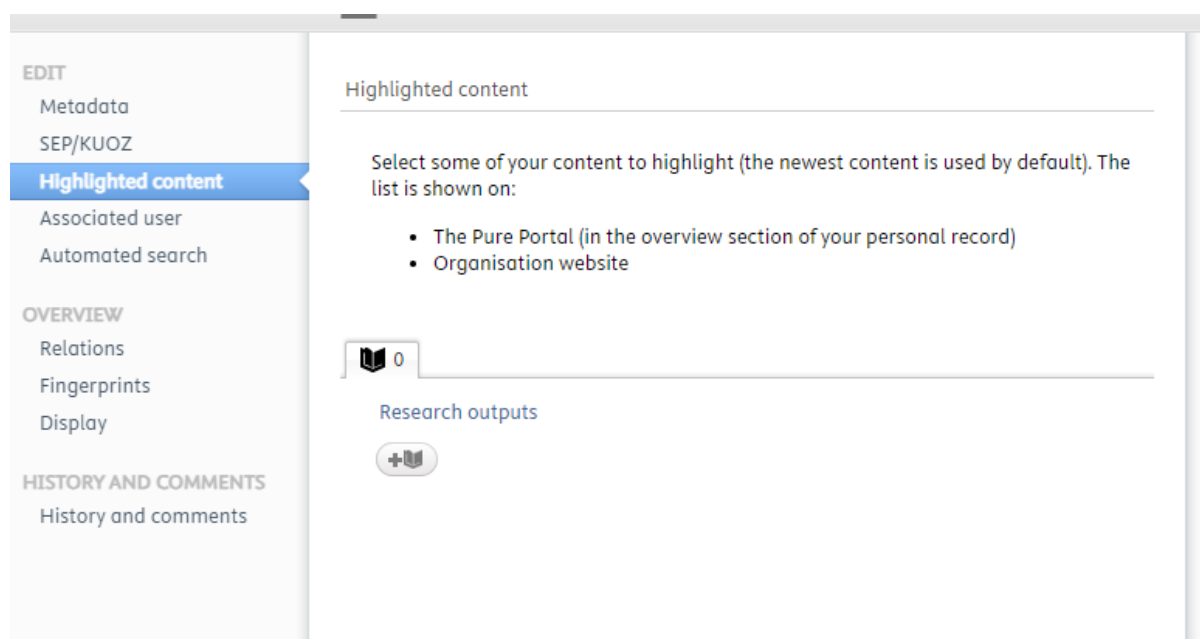 EDIT
Metadata
SEP/KUOZ
Highlighted content
Associated user
Automated search
OVERVIEW
Relations
Fingerprints
Display
HISTORY AND COMMENTS
History and comments
Highlighted content
Select some of your content to highlight (the newest content is used by default). The
list is shown on:
• The Pure Portal (in the overview section of your personal record)
• Organisation website
0
Research outputs
+